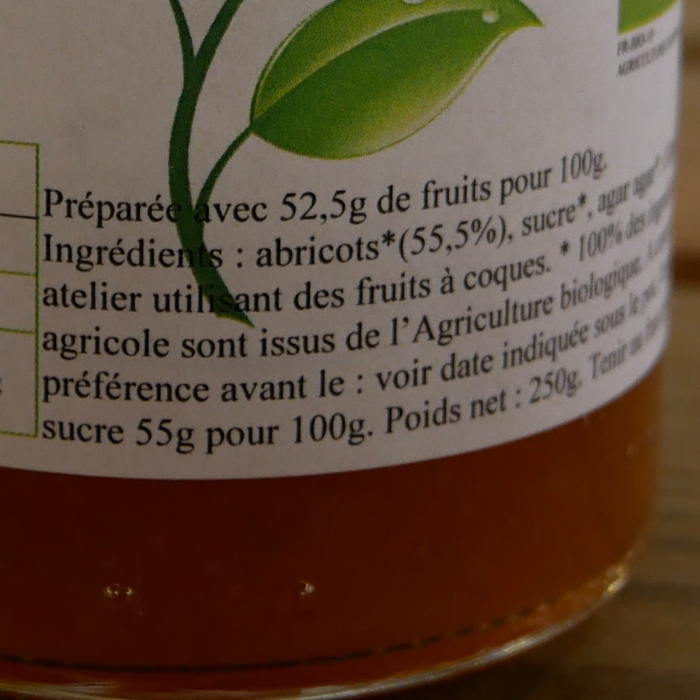 AGRICULTURE
Préparée avec 52,5g de fruits pour 100g.
Ingrédients : abricots*(55,5%), sucre*, agar agar*
atelier utilisant des fruits à coques. * 100% des
agricole sont issus de l'Agriculture biologique.
préférence avant le : voir date indiquée sous le
sucre 55g pour 100g. Poids net : 250g. Tenir au